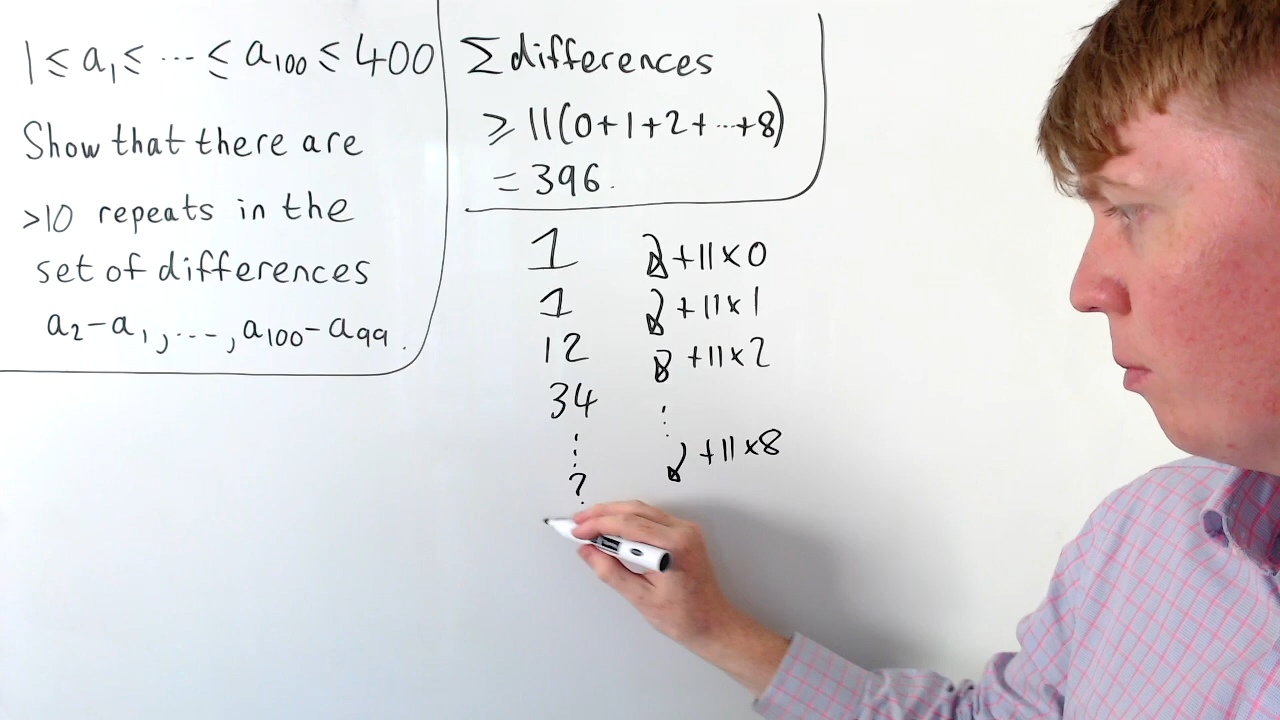 1 ≤ a₁ ≤ ... ≤ a₁₀₀ ≤ 400
Show that there are
>10 repeats in the
set of differences
a₂-a₁, ..., a₁₀₀-a₉₉.
∑ differences
≥ 11(0+1+2+...+8)
= 396.
1
1
12
34
⋮
?
+11×0
+11×1
+11×2
⋮
+11×8